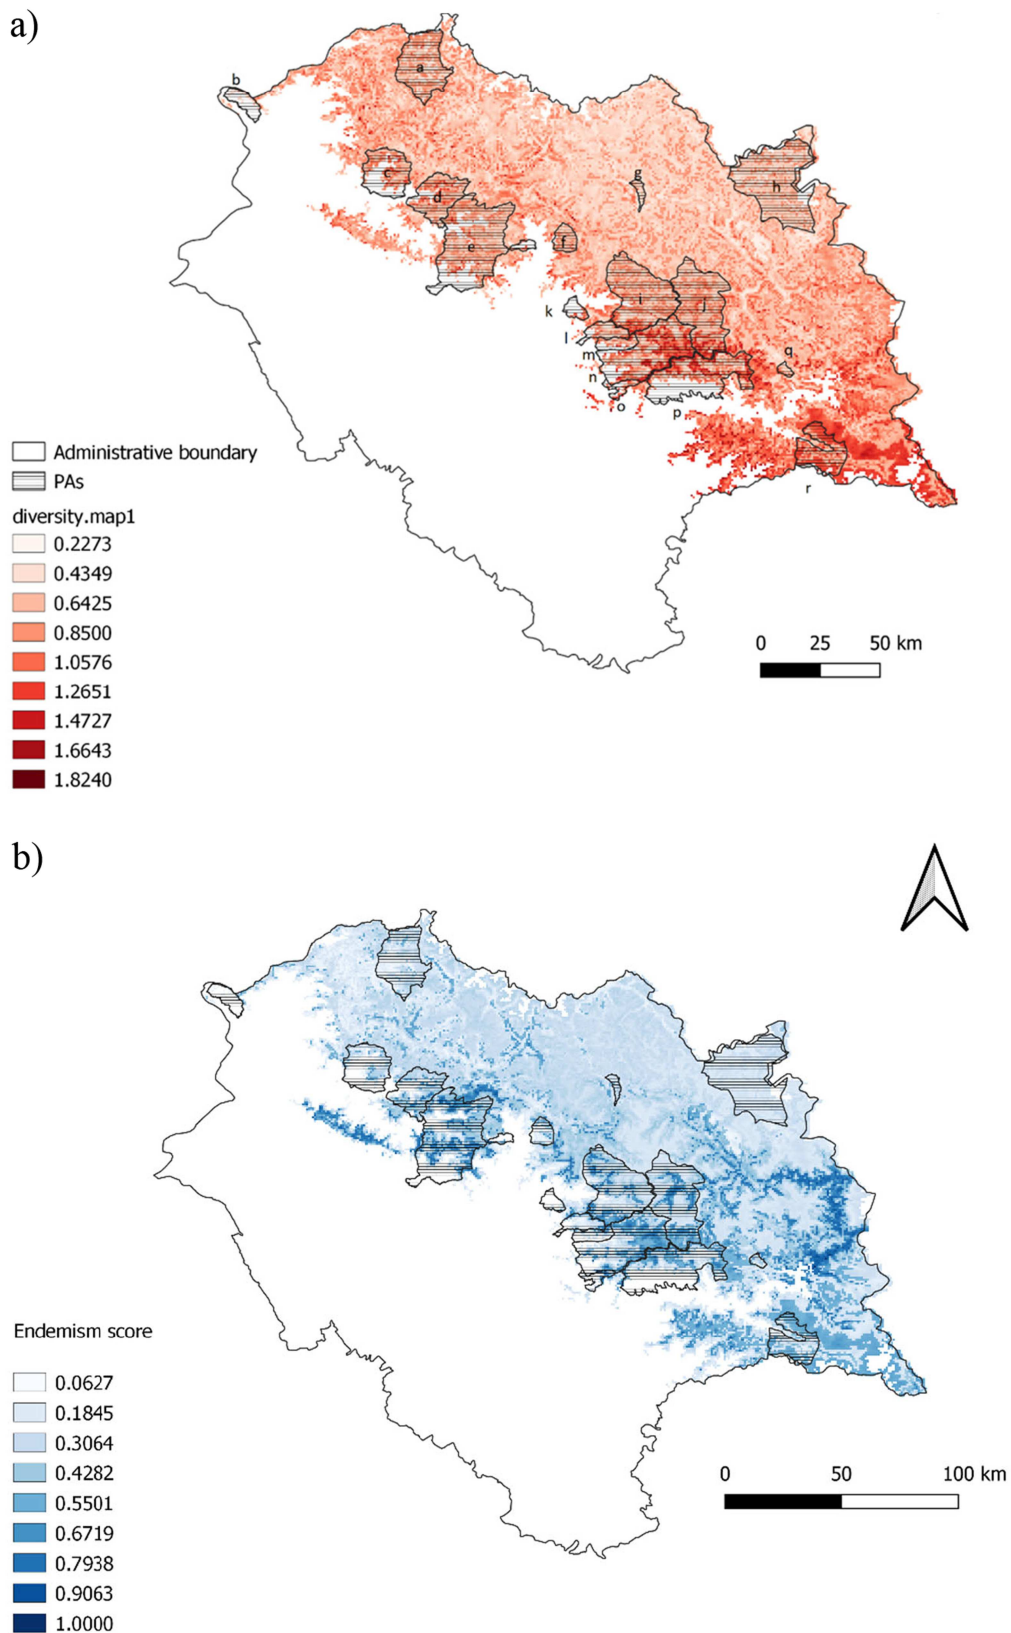 a)
b
a
c
d
g
h
e
f
i
j
k
l
m
q
n
o
p
r
Administrative boundary
PAs
diversity.map1
0.2273
0.4349
0.6425
0.8500
1.0576
1.2651
1.4727
1.6643
1.8240
0 25 50 km
b)
Endemism score
0.0627
0.1845
0.3064
0.4282
0.5501
0.6719
0.7938
0.9063
1.0000
0 50 100 km